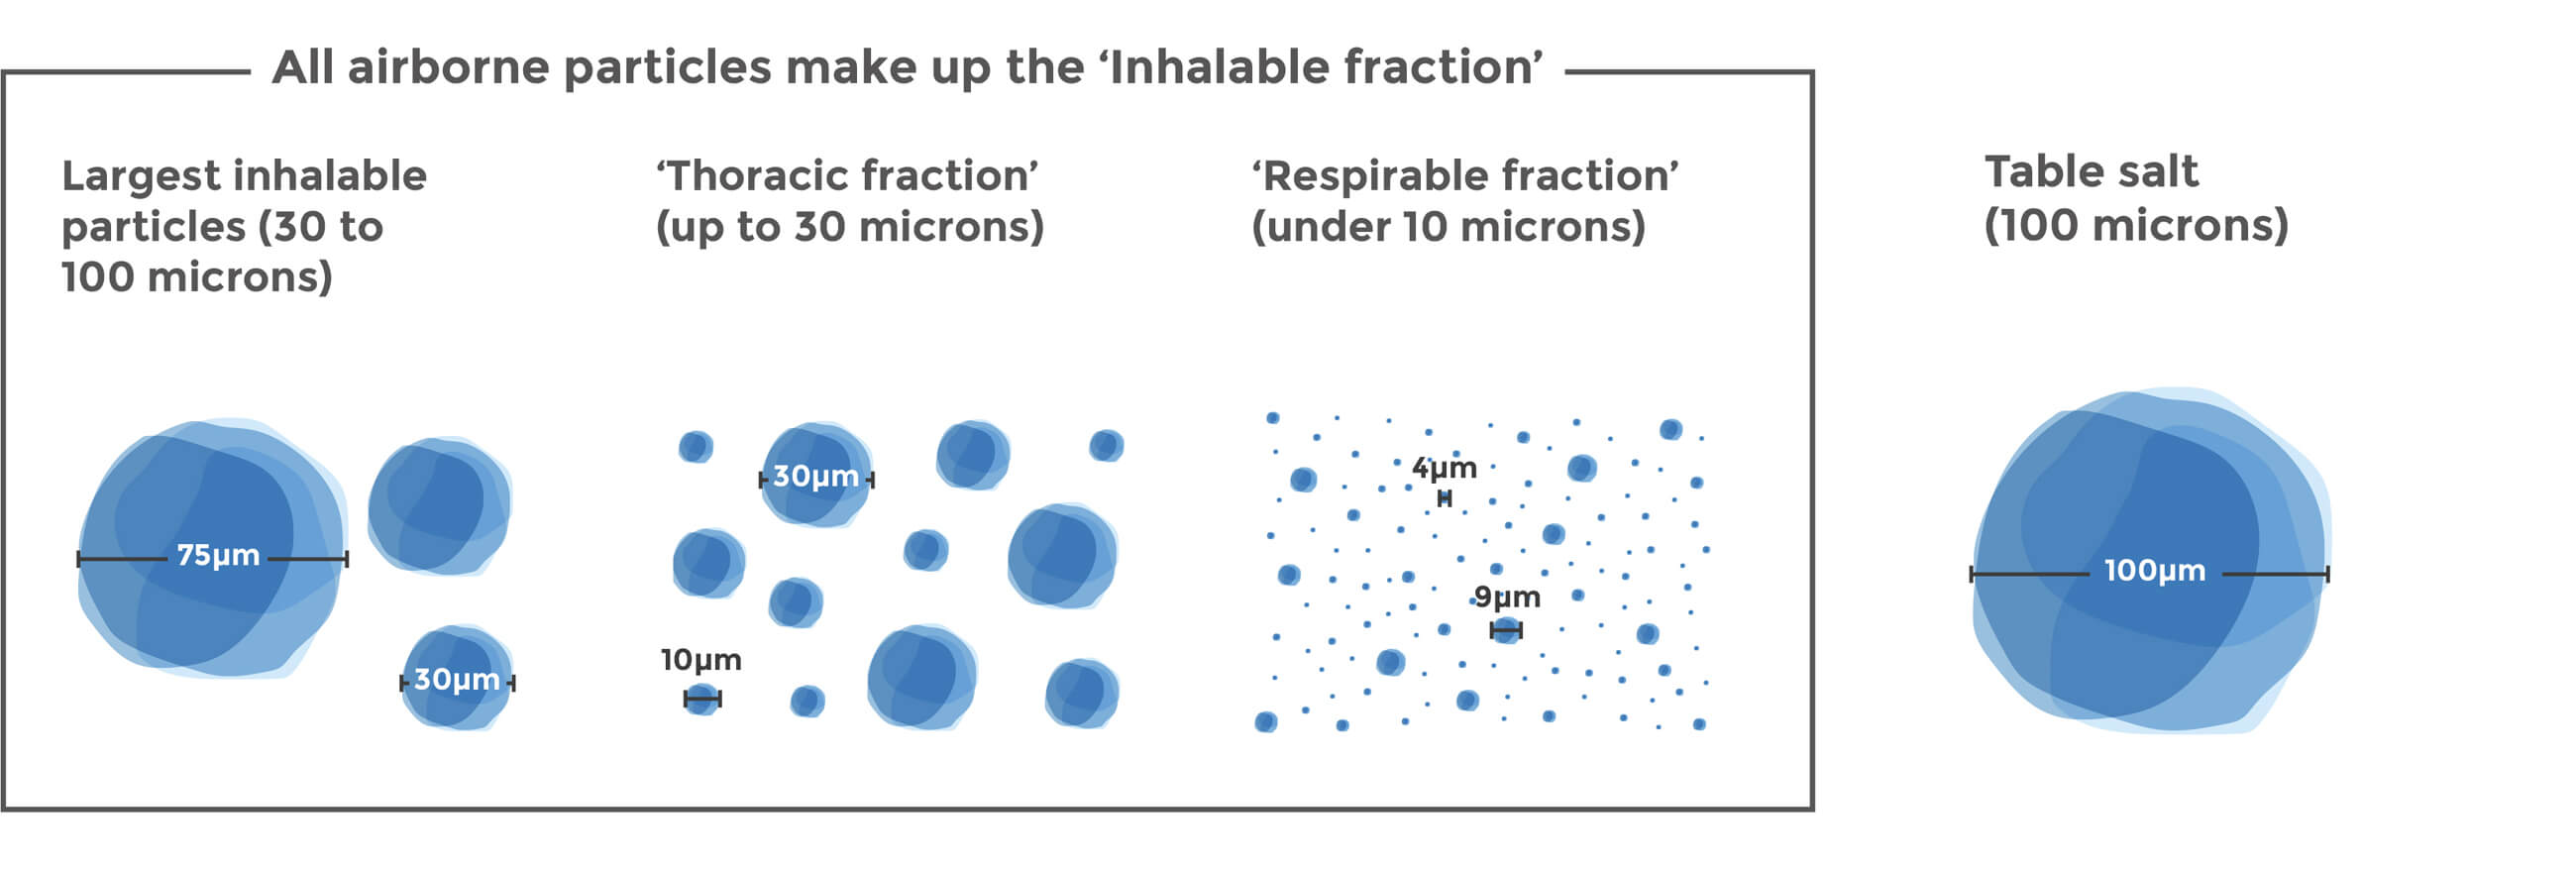 All airborne particles make up the ‘Inhalable fraction’
Largest inhalable
particles (30 to
100 microns)
‘Thoracic fraction’
(up to 30 microns)
‘Respirable fraction’
(under 10 microns)
Table salt
(100 microns)
75µm
30µm
30µm
10µm
4µm
9µm
100µm